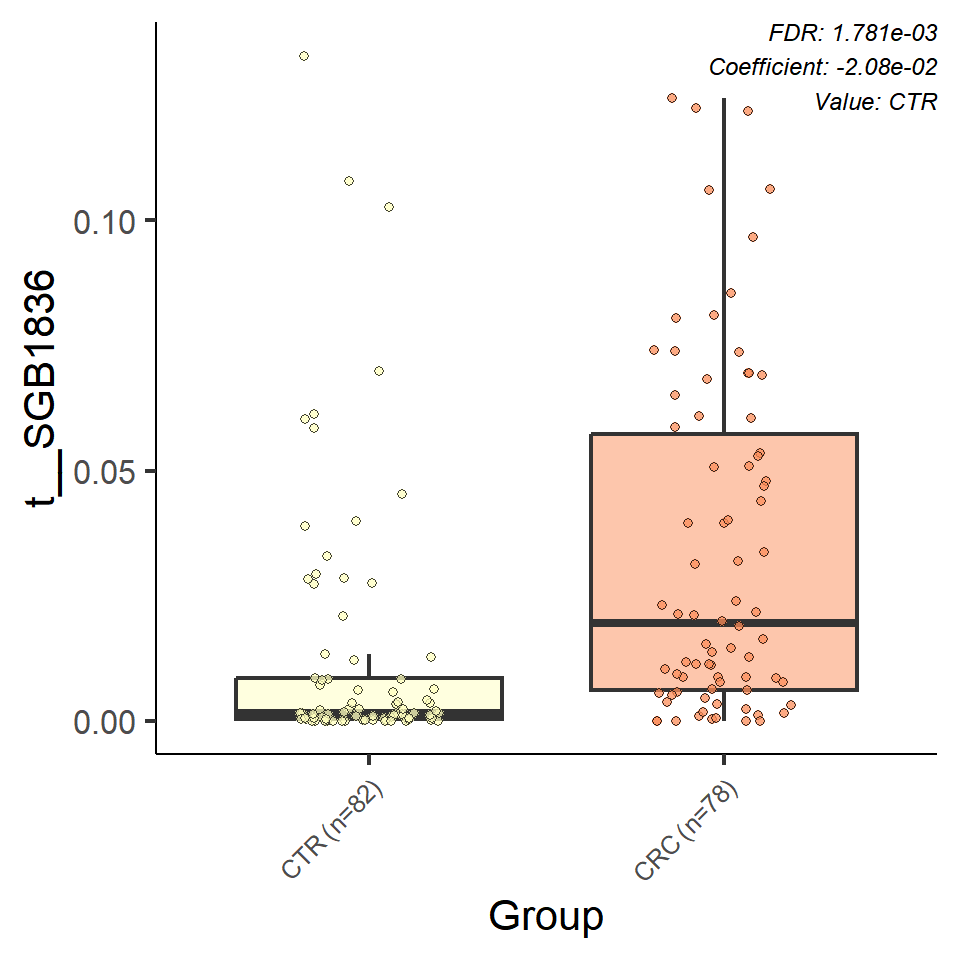 FDR: 1.781e-03
Coefficient: -2.08e-02
Value: CTR
t__SGB1836
0.10
0.05
0.00
CTR (n=82)
CRC (n=78)
Group